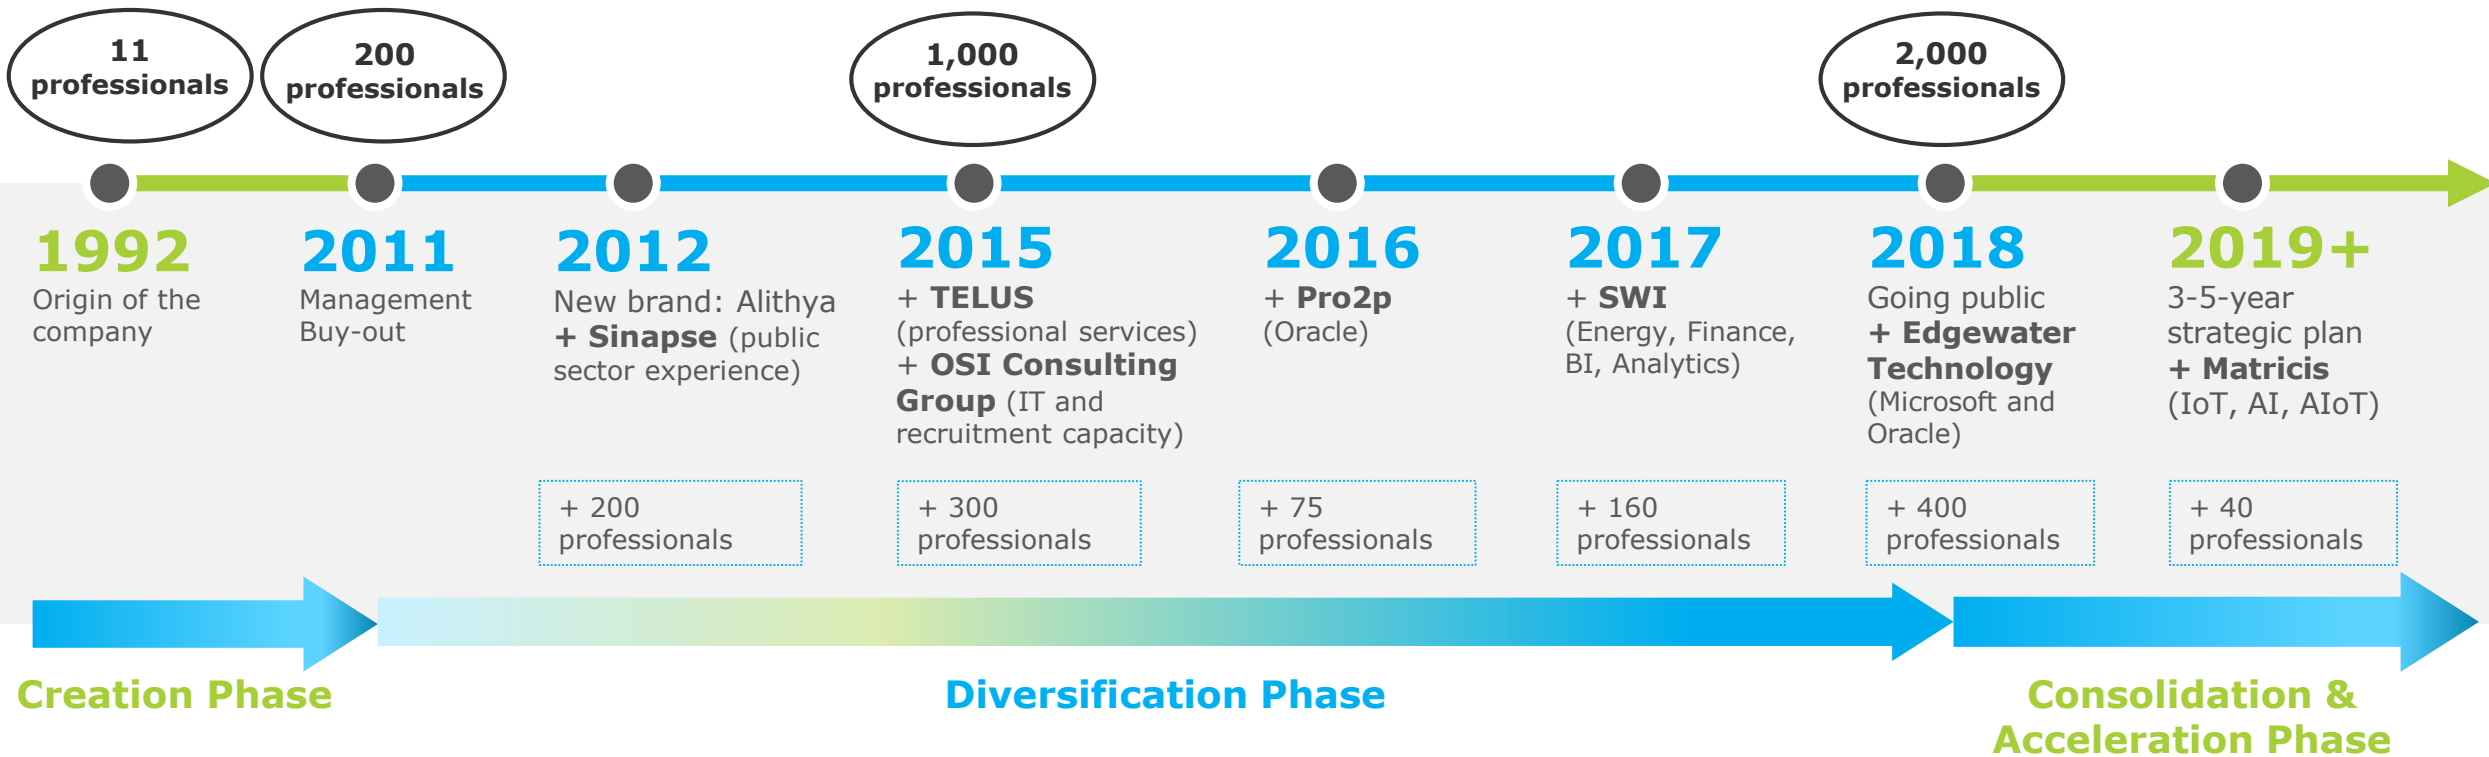 11
professionals
200
professionals
1,000
professionals
2,000
professionals
1992
Origin of the
company
2011
Management
Buy-out
2012
New brand: Alithya
+ Sinapse (public
sector experience)
+ 200
professionals
2015
+ TELUS
(professional services)
+ OSI Consulting
Group (IT and
recruitment capacity)
+ 300
professionals
2016
+ Pro2p
(Oracle)
+ 75
professionals
2017
+ SWI
(Energy, Finance,
BI, Analytics)
+ 160
professionals
2018
Going public
+ Edgewater
Technology
(Microsoft and
Oracle)
+ 400
professionals
2019+
3-5-year
strategic plan
+ Matricis
(IoT, AI, AIoT)
+ 40
professionals
Creation Phase
Diversification Phase
Consolidation &
Acceleration Phase